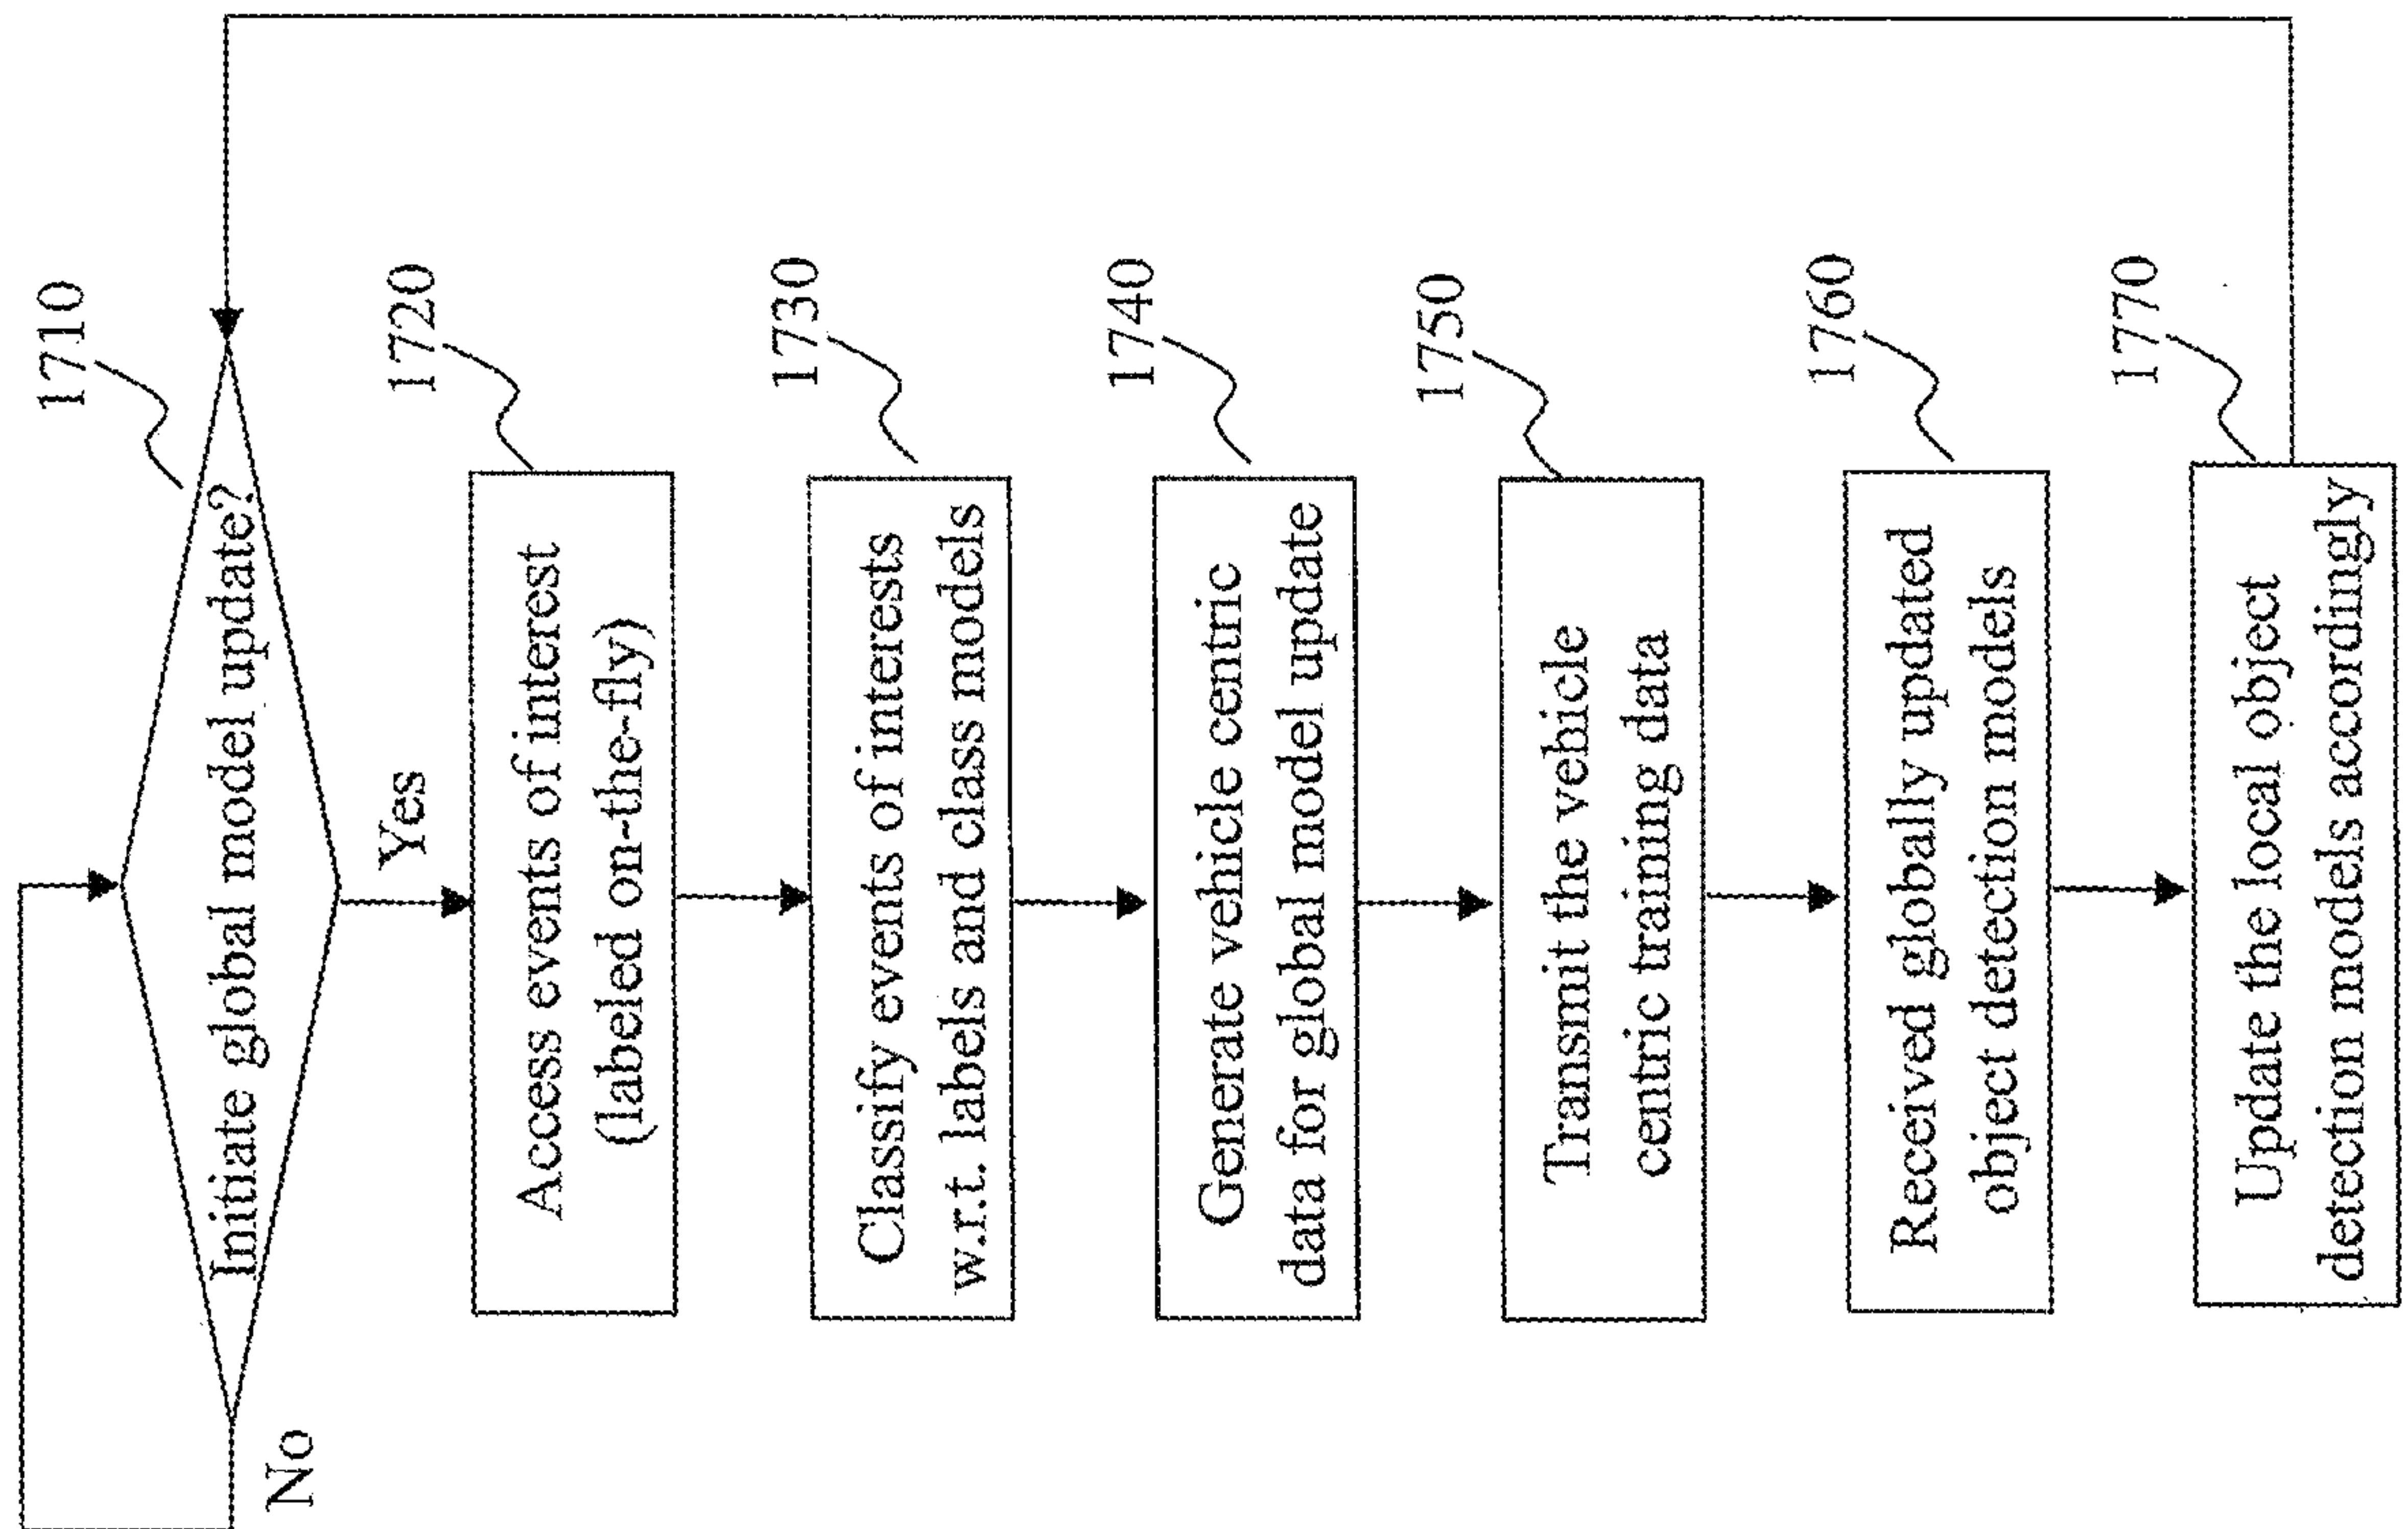 1710
Initiate global model update?
No
Yes
1720
Access events of interest
(labeled on-the-fly)
1730
Classify events of interests
w.r.t. labels and class models
1740
Generate vehicle centric
data for global model update
1750
Transmit the vehicle
centric training data
1760
Received globally updated
object detection models
1770
Update the local object
detection models accordingly